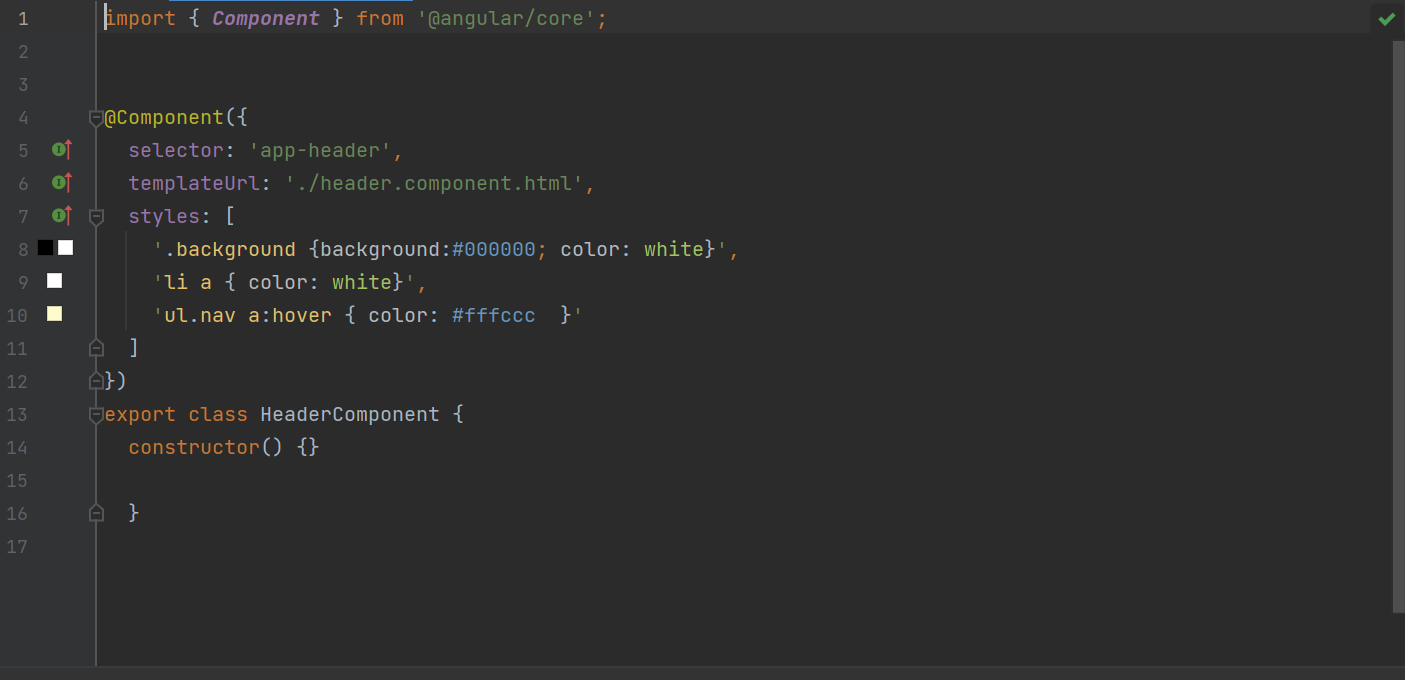 1 import { Component } from '@angular/core';
2
3
4 @Component({
5 selector: 'app-header',
6 templateUrl: './header.component.html',
7 styles: [
8 '.background {background:#000000; color: white}',
9 'li a { color: white}',
10 'ul.nav a:hover { color: #fffccc  }'
11 ]
12 })
13 export class HeaderComponent {
14 constructor() {}
15
16 }
17